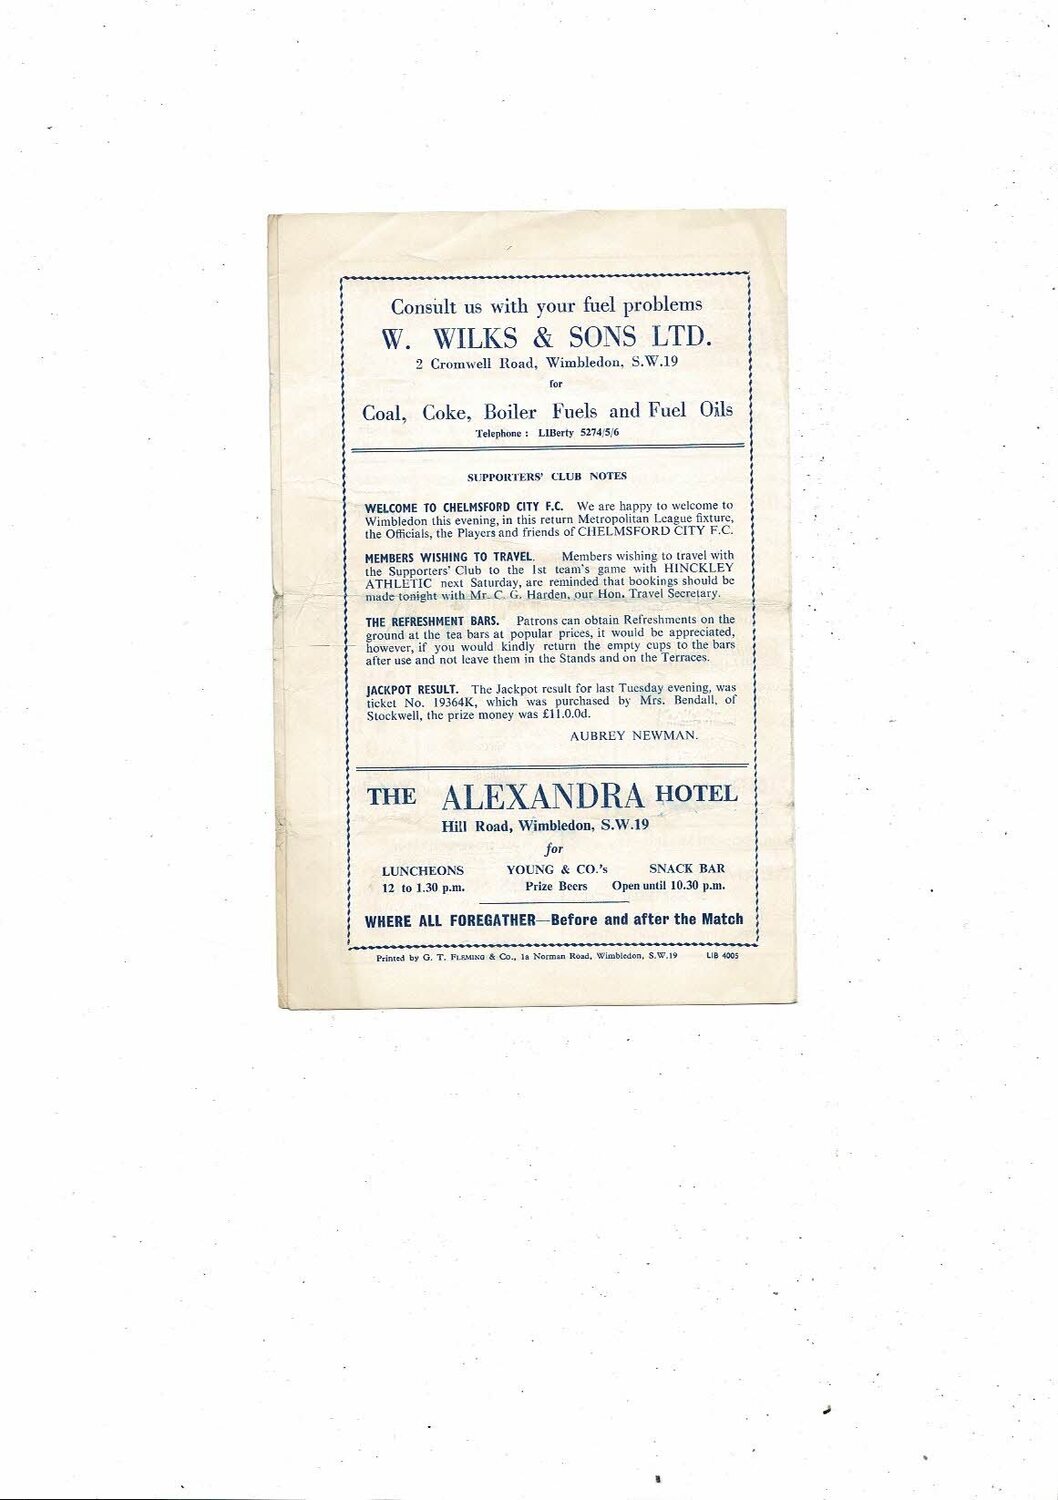 Consult us with your fuel problems
W. WILKS & SONS LTD.
2 Cromwell Road, Wimbledon, S.W.19
for
Coal, Coke, Boiler Fuels and Fuel Oils
Telephone : LIBerty 5274/5/6
SUPPORTERS' CLUB NOTES
WELCOME TO CHELMSFORD CITY F.C. We are happy to welcome to
Wimbledon this evening, in this return Metropolitan League fixture,
the Officials, the Players and friends of CHELMSFORD CITY F.C.
MEMBERS WISHING TO TRAVEL. Members wishing to travel with
the Supporters' Club to the 1st team's game with HINCKLEY
ATHLETIC next Saturday, are reminded that bookings should be
made tonight with Mr. C. G. Harden, our Hon. Travel Secretary.
THE REFRESHMENT BARS. Patrons can obtain Refreshments on the
ground at the tea bars at popular prices, it would be appreciated,
however, if you would kindly return the empty cups to the bars
after use and not leave them in the Stands and on the Terraces.
JACKPOT RESULT. The Jackpot result for last Tuesday evening, was
ticket No. 19364K, which was purchased by Mrs. Bendall, of
Stockwell, the prize money was £11.0.0d.
AUBREY NEWMAN.
THE ALEXANDRA HOTEL
Hill Road, Wimbledon, S.W.19
for
LUNCHEONS YOUNG & CO.'s SNACK BAR
12 to 1.30 p.m. Prize Beers Open until 10.30 p.m.
WHERE ALL FOREGATHER—Before and after the Match
Printed by G. T. FLEMING & Co., 1a Norman Road, Wimbledon, S.W.19 LIB 4005